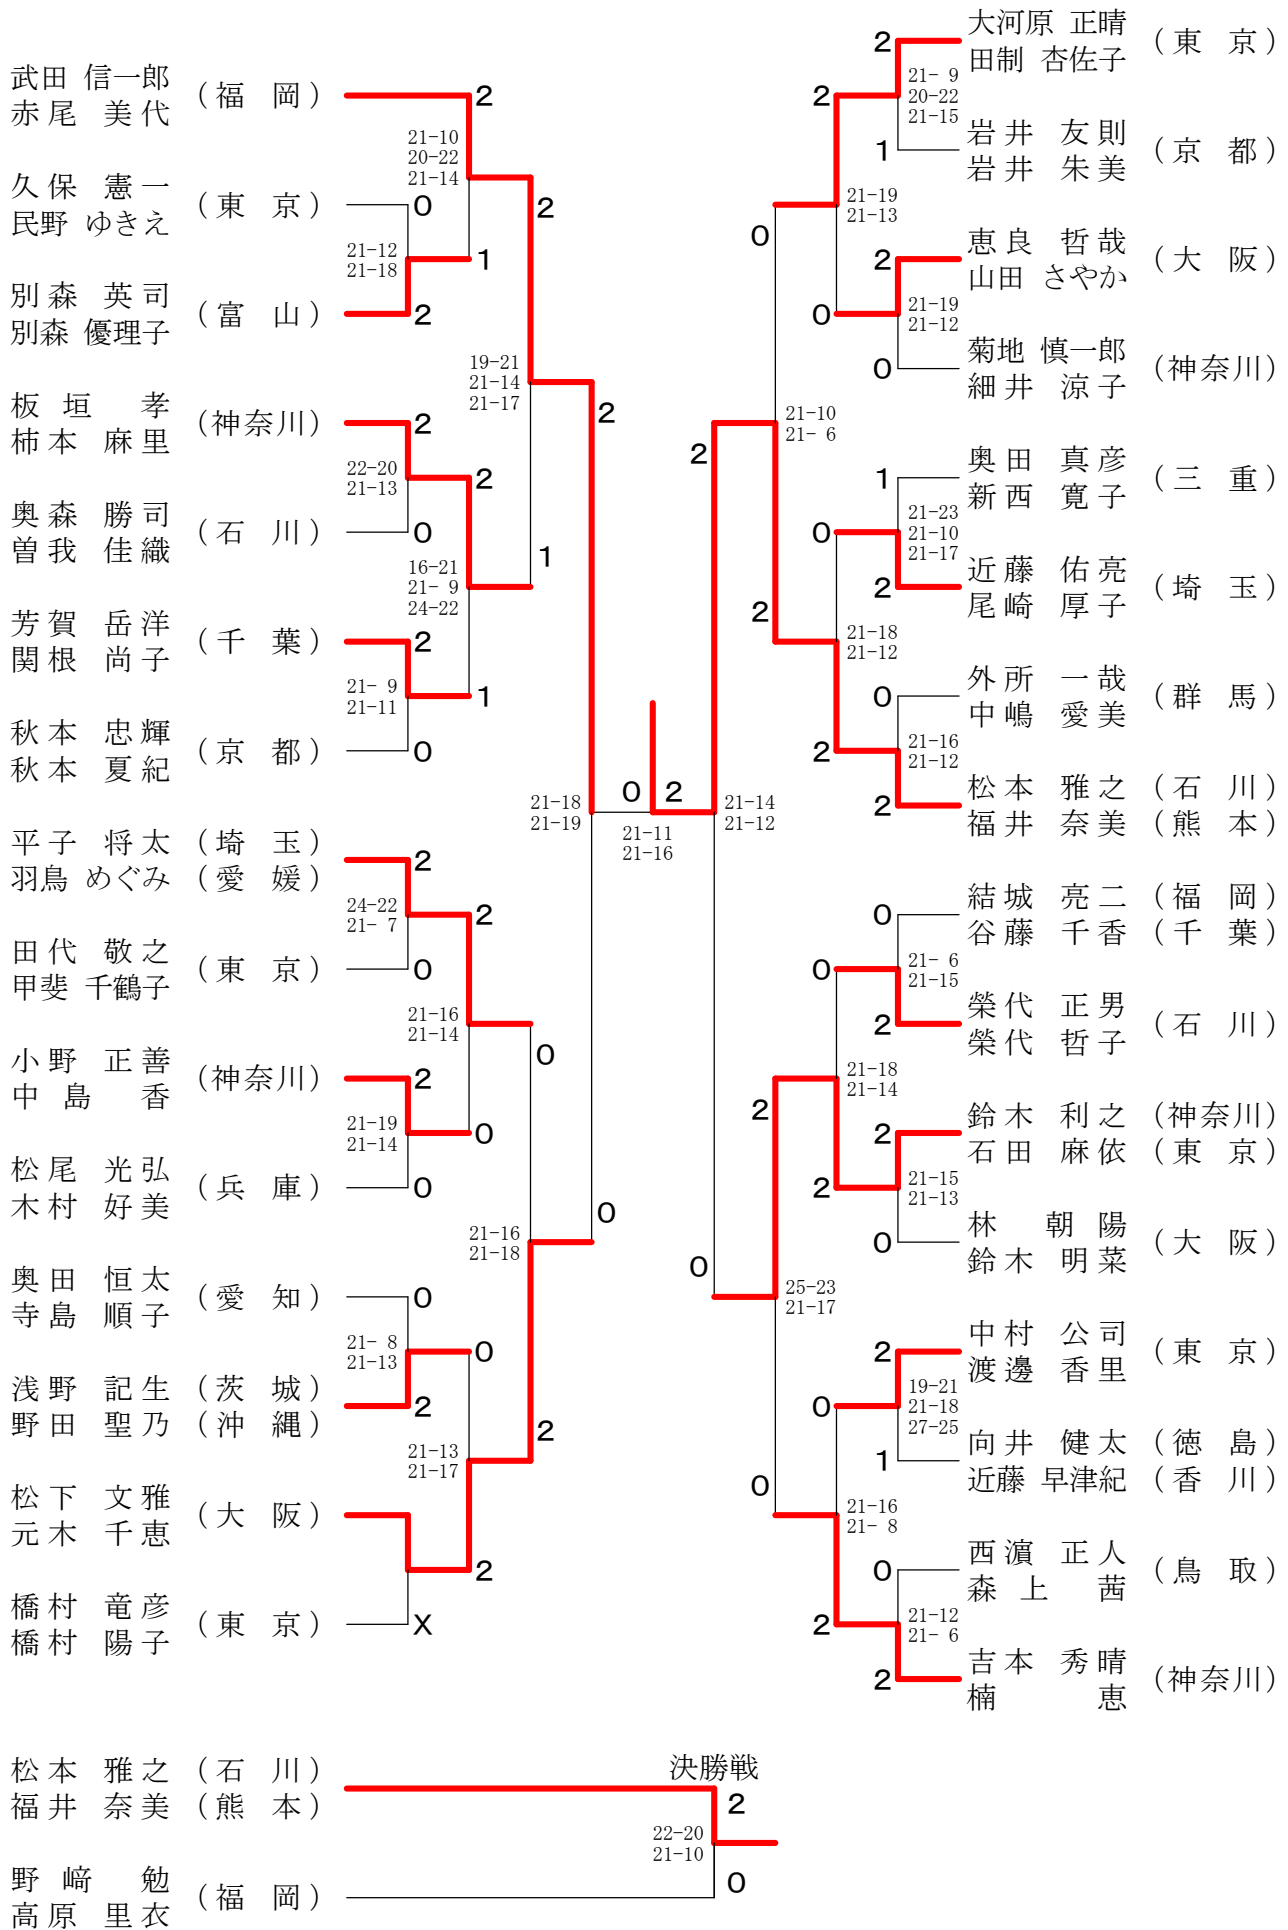 武田 信一郎
赤尾 美代
(福岡)
2
21-10
20-22
21-14
久保 憲一
民野 ゆきえ
(東京)
0
2
21-12
21-18
1
別森 英司
別森 優理子
(富山)
2
19-21
21-14
21-17
2
板垣 孝
柿本 麻里
(神奈川)
2
22-20
21-13
2
奥森 勝司
曽我 佳織
(石川)
0
16-21
21- 9
24-22
1
芳賀 岳洋
関根 尚子
(千葉)
2
21- 9
21-11
1
秋本 忠輝
秋本 夏紀
(京都)
0
21-18
21-19
平子 将太 (埼玉)
羽鳥 めぐみ (愛媛)
2
24-22
21- 7
2
田代 敬之
甲斐 千鶴子
(東京)
0
21-16
21-14
0
小野 正善
中島 香
(神奈川)
2
21-19
21-14
0
松尾 光弘
木村 好美
(兵庫)
0
21-16
21-18
0
奥田 恒太
寺島 順子
(愛知)
0
21- 8
21-13
0
浅野 記生 (茨城)
野田 聖乃 (沖縄)
2
21-13
21-17
2
松下 文雅
元木 千恵
(大阪)
2
橋村 竜彦
橋村 陽子
(東京)
X
0 2
21-11
21-16
大河原 正晴
田制 杏佐子
(東京)
2
21- 9
20-22
21-15
2
岩井 友則
岩井 朱美
(京都)
1
21-19
21-13
0
恵良 哲哉
山田 さやか
(大阪)
2
21-19
21-12
0
菊地 慎一郎
細井 涼子
(神奈川)
0
21-10
21- 6
2
奥田 真彦
新西 寛子
(三重)
1
21-23
21-10
21-17
0
近藤 佑亮
尾崎 厚子
(埼玉)
2
21-18
21-12
2
外所 一哉
中嶋 愛美
(群馬)
0
21-16
21-12
2
松本 雅之 (石川)
福井 奈美 (熊本)
2
21-14
21-12
結城 亮二 (福岡)
谷藤 千香 (千葉)
0
21- 6
21-15
0
榮代 正男
榮代 哲子
(石川)
2
21-18
21-14
2
鈴木 利之 (神奈川)
石田 麻依 (東京)
2
21-15
21-13
2
林 朝陽
鈴木 明菜
(大阪)
0
25-23
21-17
0
中村 公司
渡邊 香里
(東京)
2
19-21
21-18
27-25
0
向井 健太 (徳島)
近藤 早津紀 (香川)
1
21-16
21- 8
0
西濵 正人
森上 茜
(鳥取)
0
21-12
21- 6
2
吉本 秀晴
楠 恵
(神奈川)
2
決勝戦
松本 雅之 (石川)
福井 奈美 (熊本)
2
22-20
21-10
野﨑 勉
高原 里衣
(福岡)
0